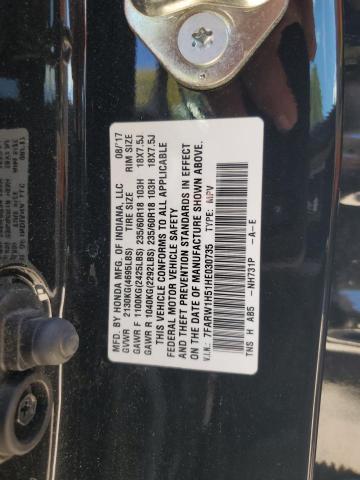 MFD. BY HONDA MFG. OF INDIANA, LLC 08/'17
GVWR 2130KG(4695LBS) TIRE SIZE RIM SIZE
GAWR F 1100KG(2425LBS) 235/60R18 103H 18X7.5J
GAWR R 1040KG(2292LBS) 235/60R18 103H 18X7.5J
THIS VEHICLE CONFORMS TO ALL APPLICABLE
FEDERAL MOTOR VEHICLE SAFETY
AND THEFT PREVENTION STANDARDS IN EFFECT
ON THE DATE OF MANUFACTURE SHOWN ABOVE.
V.I.N.: 7FARW1H51HE030735 TYPE: MPV
TNS H A85 -NH731P -A-E